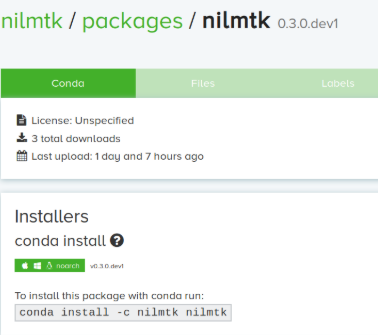 nilmtk / packages / nilmtk 0.3.0.dev1
Conda Files Labels
License: Unspecified
3 total downloads
Last upload: 1 day and 7 hours ago
Installers
conda install ?
noarch v0.3.0.dev1
To install this package with conda run:
conda install -c nilmtk nilmtk